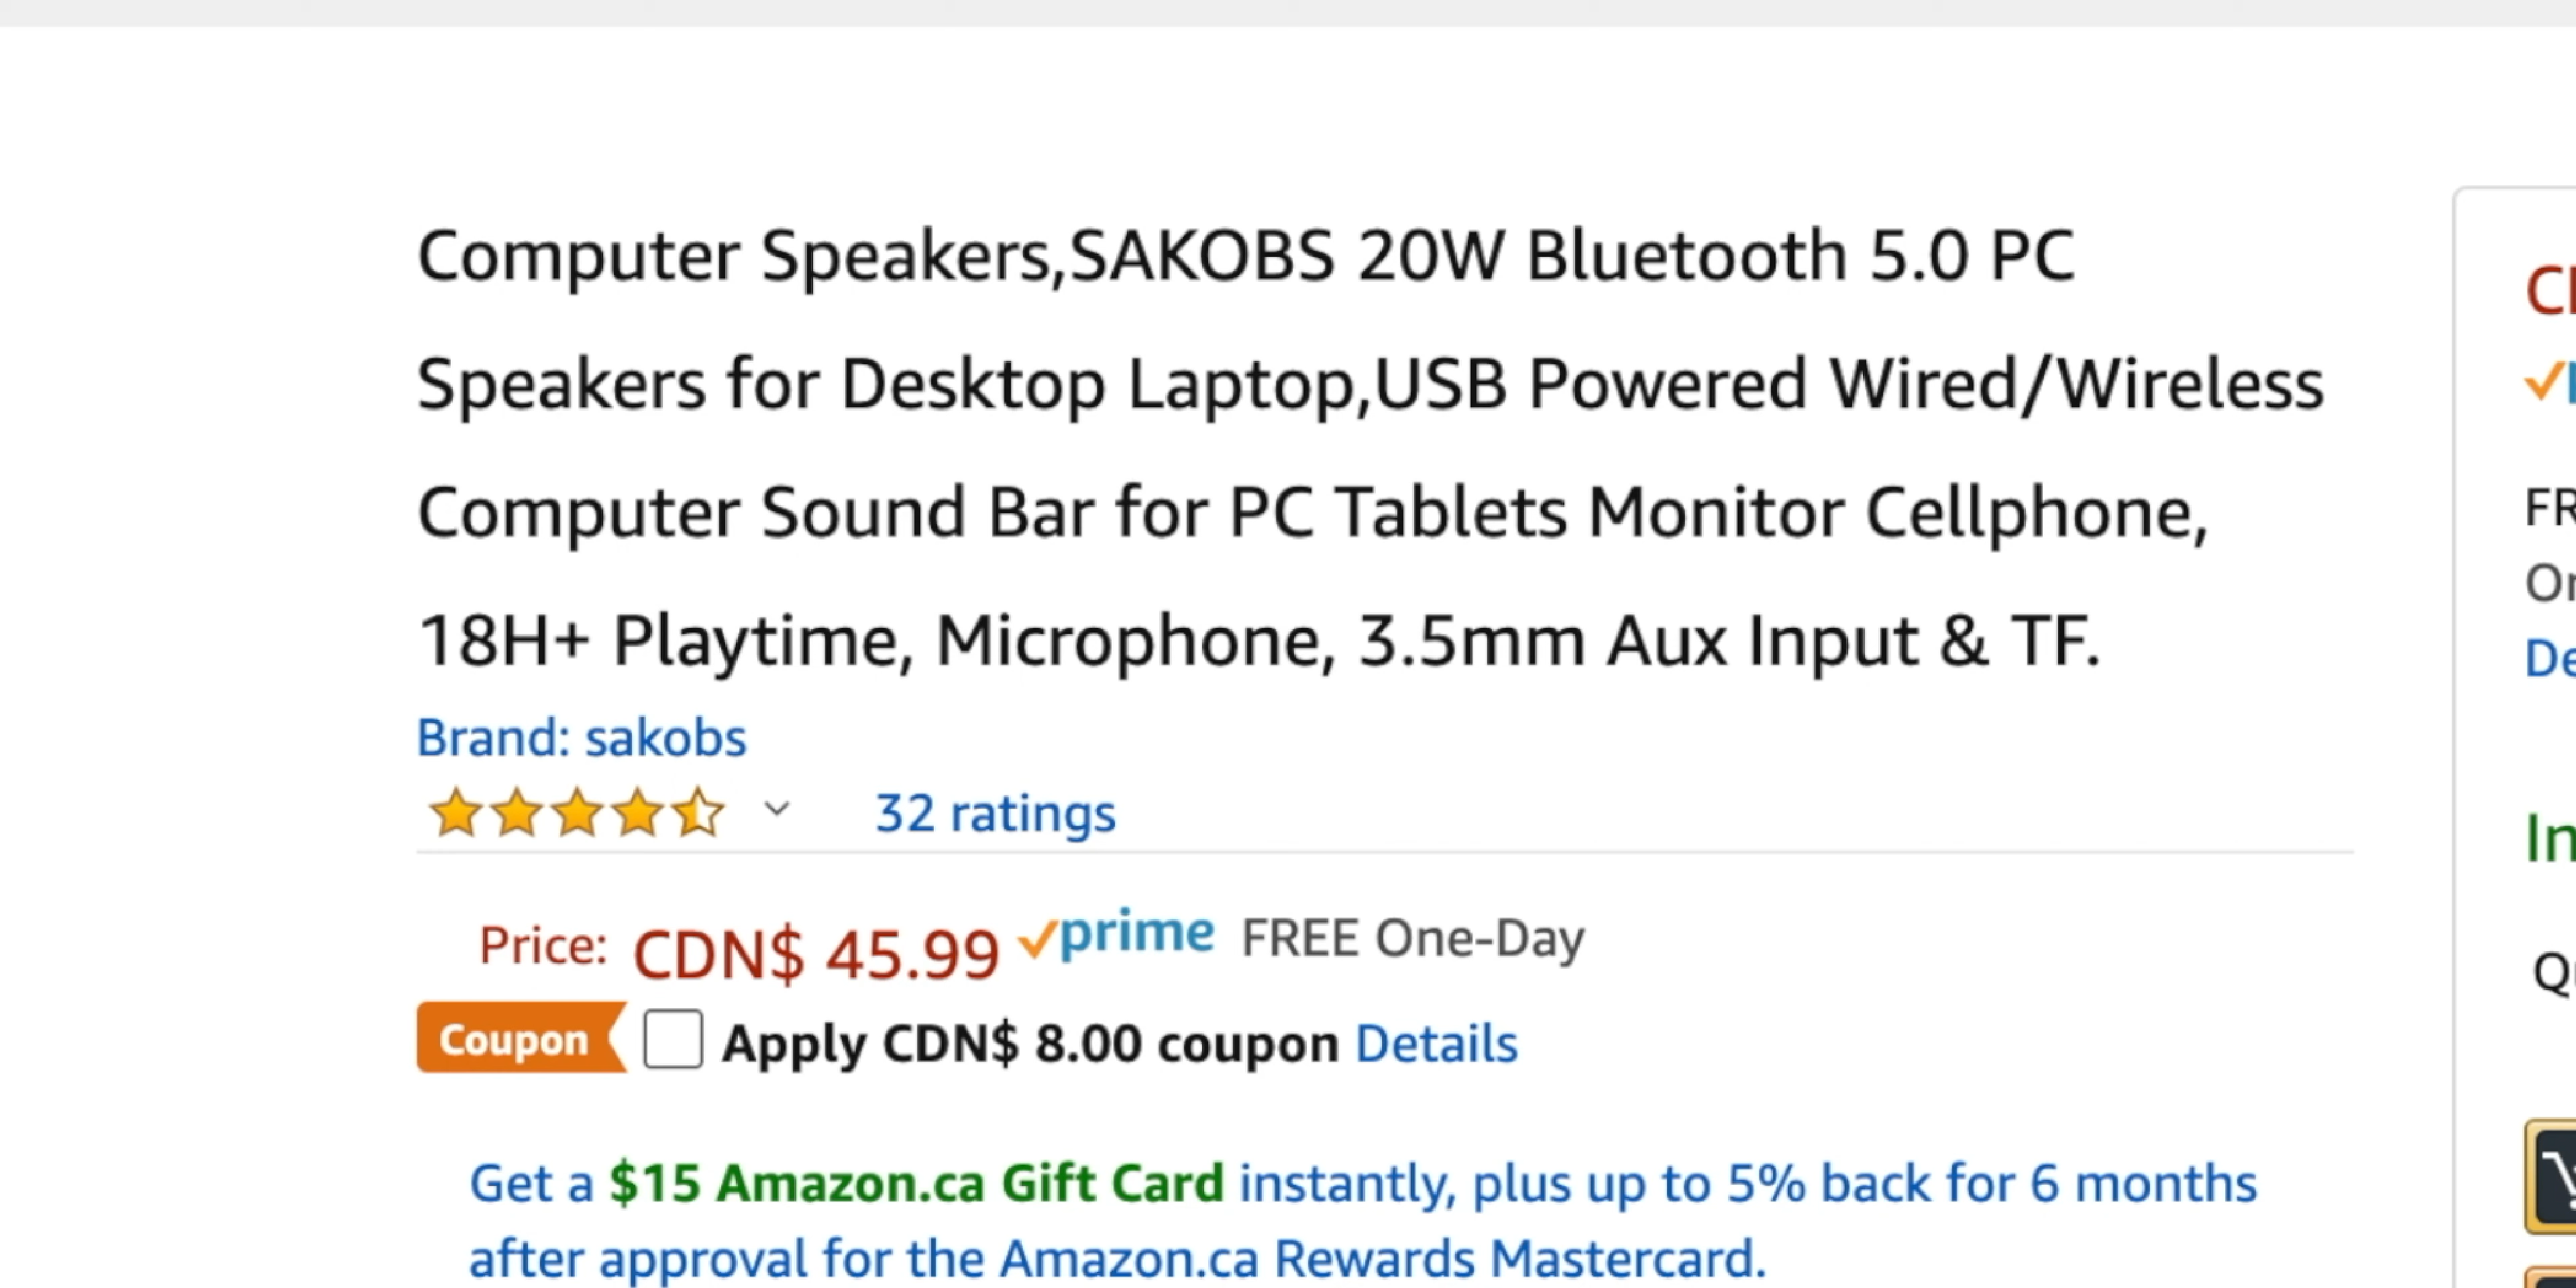 Computer Speakers,SAKOBS 20W Bluetooth 5.0 PC
Speakers for Desktop Laptop,USB Powered Wired/Wireless
Computer Sound Bar for PC Tablets Monitor Cellphone,
18H+ Playtime, Microphone, 3.5mm Aux Input & TF.
Brand: sakobs
32 ratings
Price: CDN$ 45.99 prime FREE One-Day
Coupon Apply CDN$ 8.00 coupon Details
Get a $15 Amazon.ca Gift Card instantly, plus up to 5% back for 6 months
after approval for the Amazon.ca Rewards Mastercard.